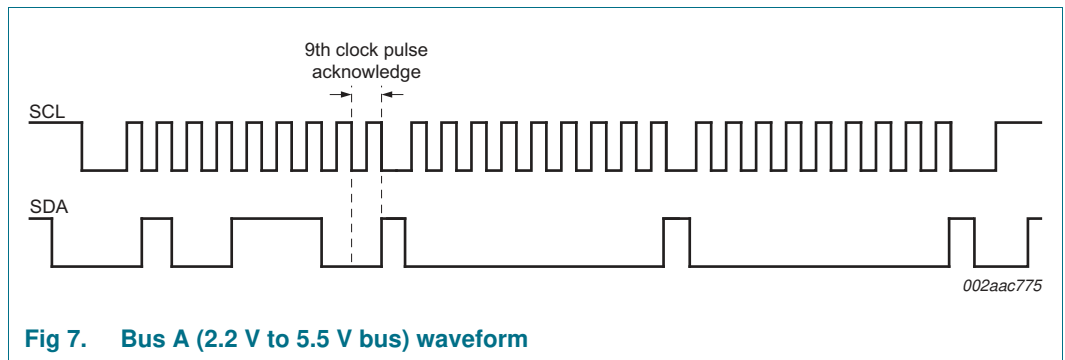 9th clock pulse
acknowledge
SCL
SDA
002aac775
Fig 7. Bus A (2.2 V to 5.5 V bus) waveform